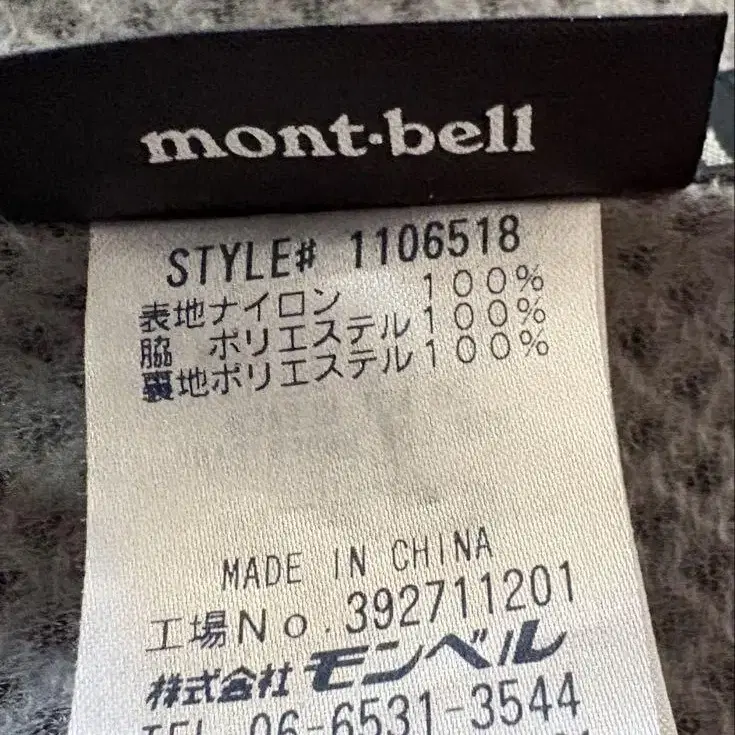 mont-bell
STYLE# 1106518
表地ナイロン 100%
脇 ポリエステル100%
裏地ポリエステル100%
MADE IN CHINA
工場No.392711201
株式会社モンベル
TEL 06-6531-3544